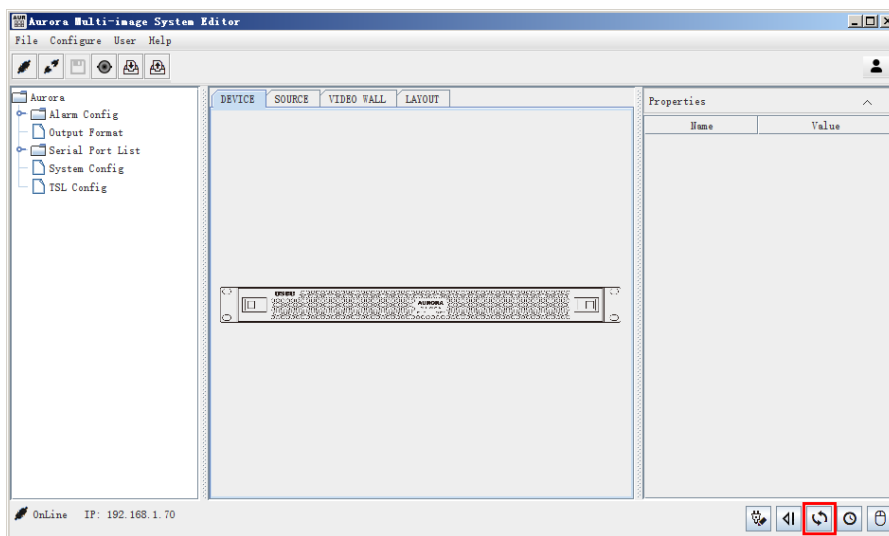 Aurora Multi-image System Editor
File Configure User Help
Aurora
Alarm Config
Output Format
Serial Port List
System Config
TSL Config
DEVICE SOURCE VIDEO WALL LAYOUT
AURORA
Properties
Name Value
OnLine IP: 192.168.1.70